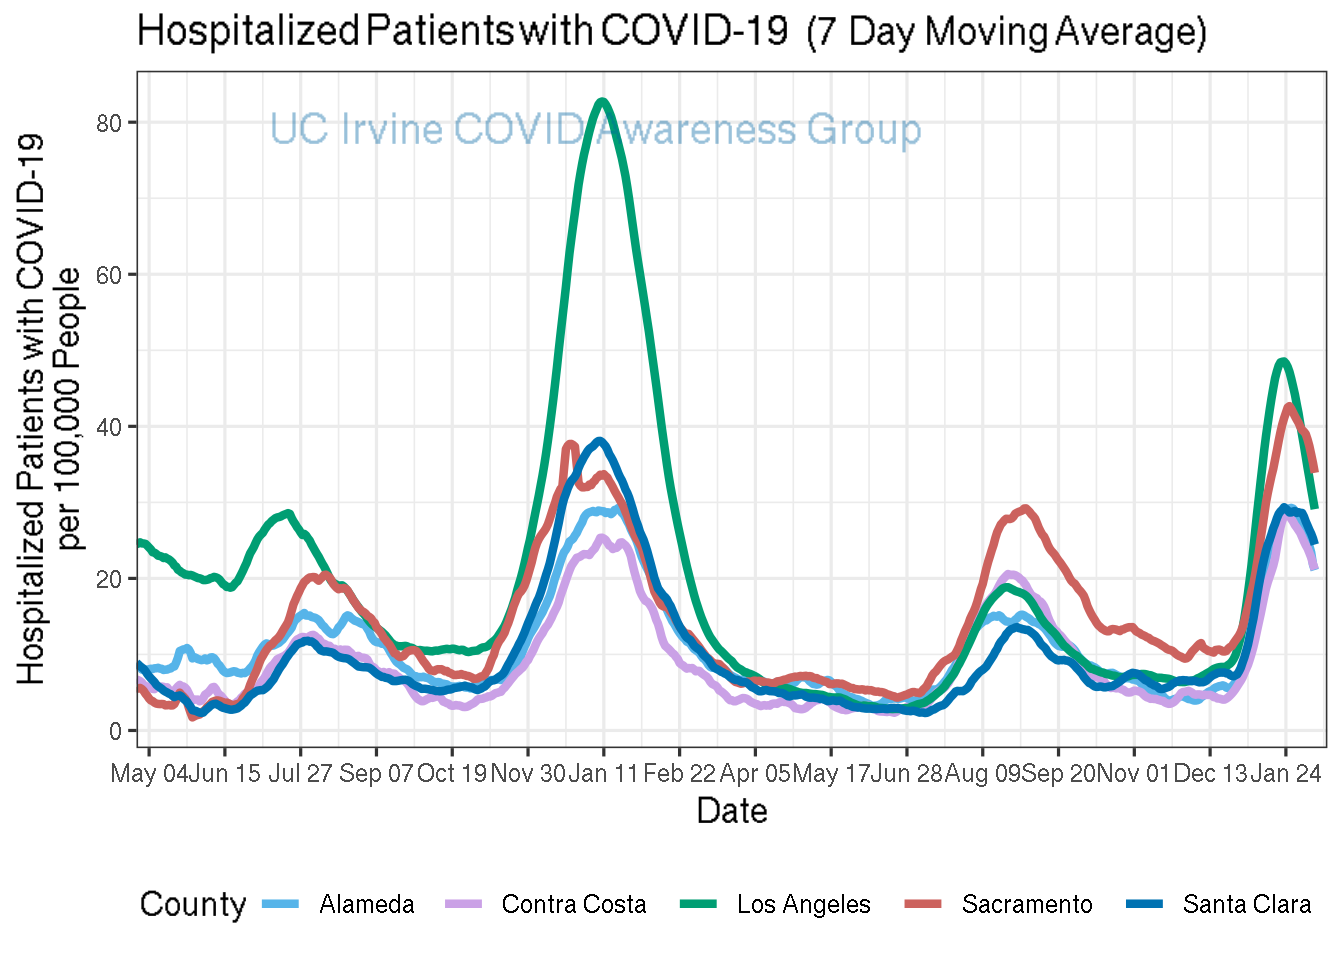 Hospitalized Patients with COVID-19 (7 Day Moving Average)
UC Irvine COVID Awareness Group
Hospitalized Patients with COVID-19
per 100,000 People
80
60
40
20
0
May 04 Jun 15 Jul 27 Sep 07 Oct 19 Nov 30 Jan 11 Feb 22 Apr 05 May 17 Jun 28 Aug 09 Sep 20 Nov 01 Dec 13 Jan 24
Date
County Alameda Contra Costa Los Angeles Sacramento Santa Clara